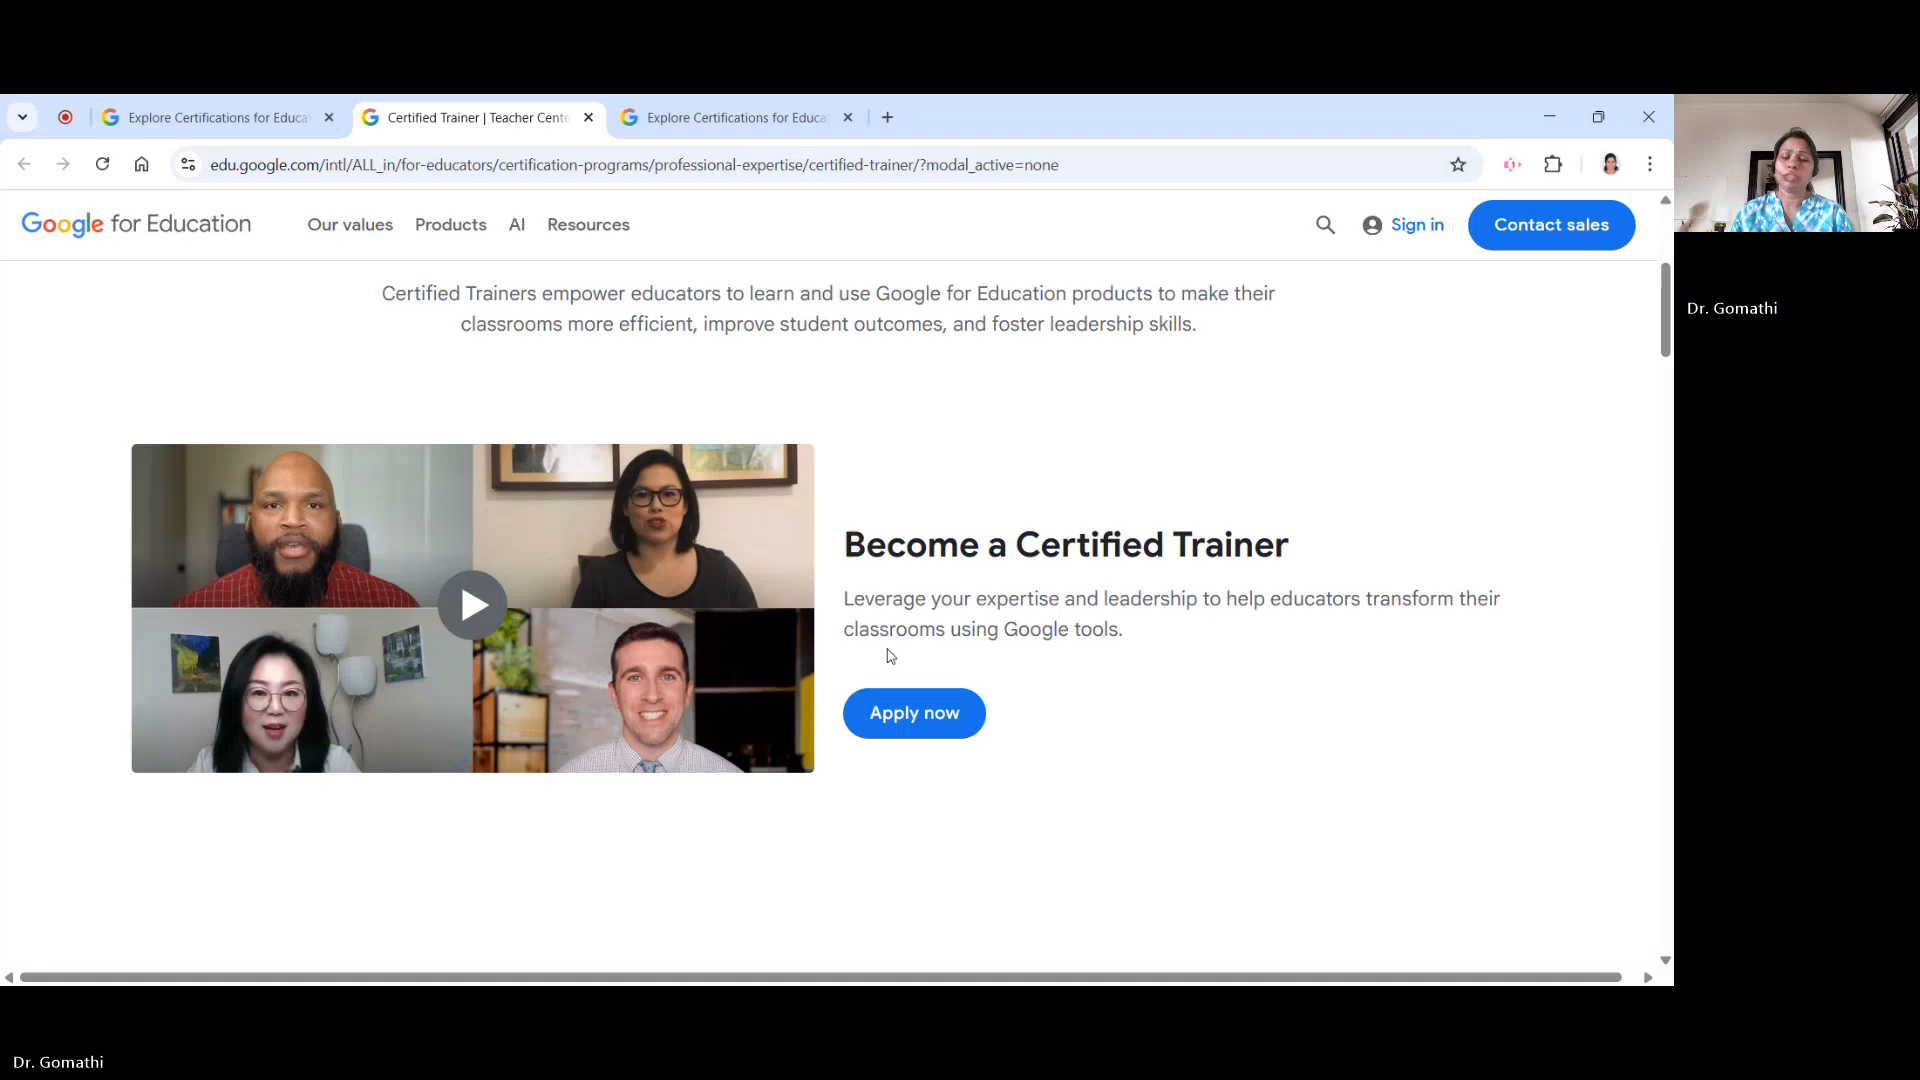 Explore Certifications for Educa
Certified Trainer | Teacher Cente
Explore Certifications for Educa
edu.google.com/intl/ALL_in/for-educators/certification-programs/professional-expertise/certified-trainer/?modal_active=none
Google for Education
Our values
Products
AI
Resources
Sign in
Contact sales
Certified Trainers empower educators to learn and use Google for Education products to make their
classrooms more efficient, improve student outcomes, and foster leadership skills.
Become a Certified Trainer
Leverage your expertise and leadership to help educators transform their
classrooms using Google tools.
Apply now
Dr. Gomathi
Dr. Gomathi